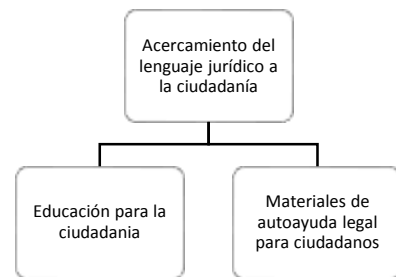 Acercamiento del
lenguaje jurídico a
la ciudadanía
Educación para la
ciudadania
Materiales de
autoayuda legal
para ciudadanos